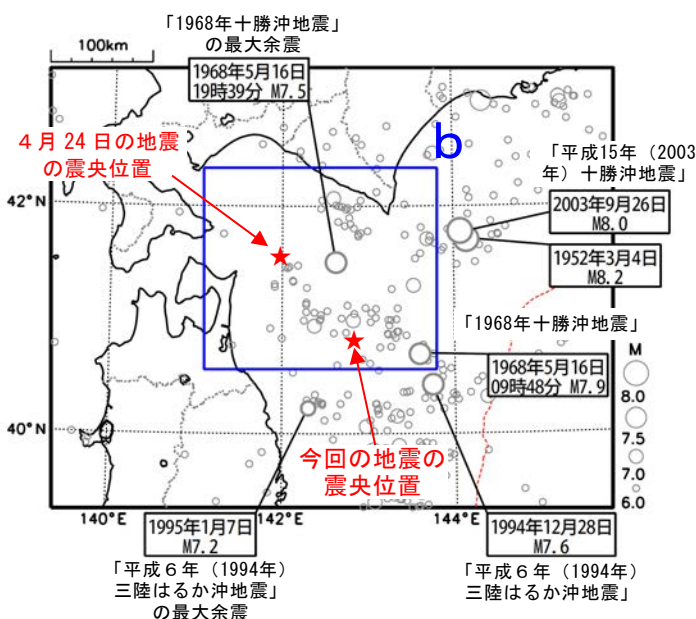 「1968年十勝沖地震」
の最大余震
100km
1968年5月16日
19時39分 M7.5
４月 24 日の地震
の震央位置
b
「平成15年（2003
年）十勝沖地震」
42°N
2003年9月26日
M8.0
1952年3月4日
M8.2
「1968年十勝沖地震」
1968年5月16日
09時48分 M7.9
M
8.0
7.5
7.0
6.0
40°N
今回の地震の
震央位置
140°E
142°E
144°E
1995年1月7日
M7.2
1994年12月28日
M7.6
「平成６年（1994年）
三陸はるか沖地震」
の最大余震
「平成６年（1994年）
三陸はるか沖地震」